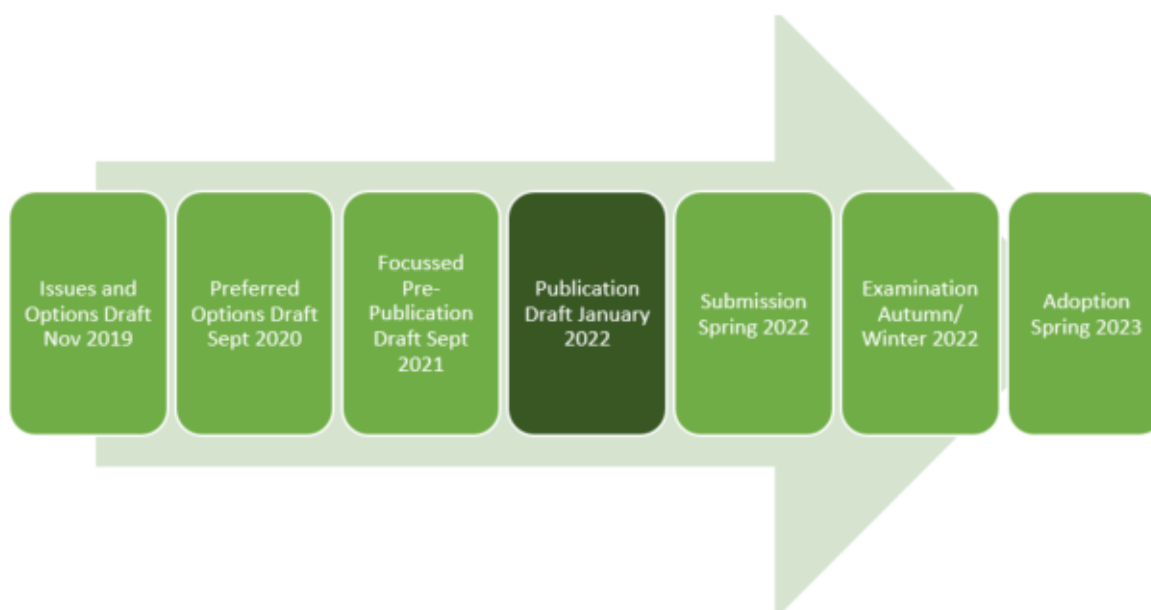 Issues and
Options Draft
Nov 2019
Preferred
Options Draft
Sept 2020
Focussed
Pre-
Publication
Draft Sept
2021
Publication
Draft January
2022
Submission
Spring 2022
Examination
Autumn/
Winter 2022
Adoption
Spring 2023